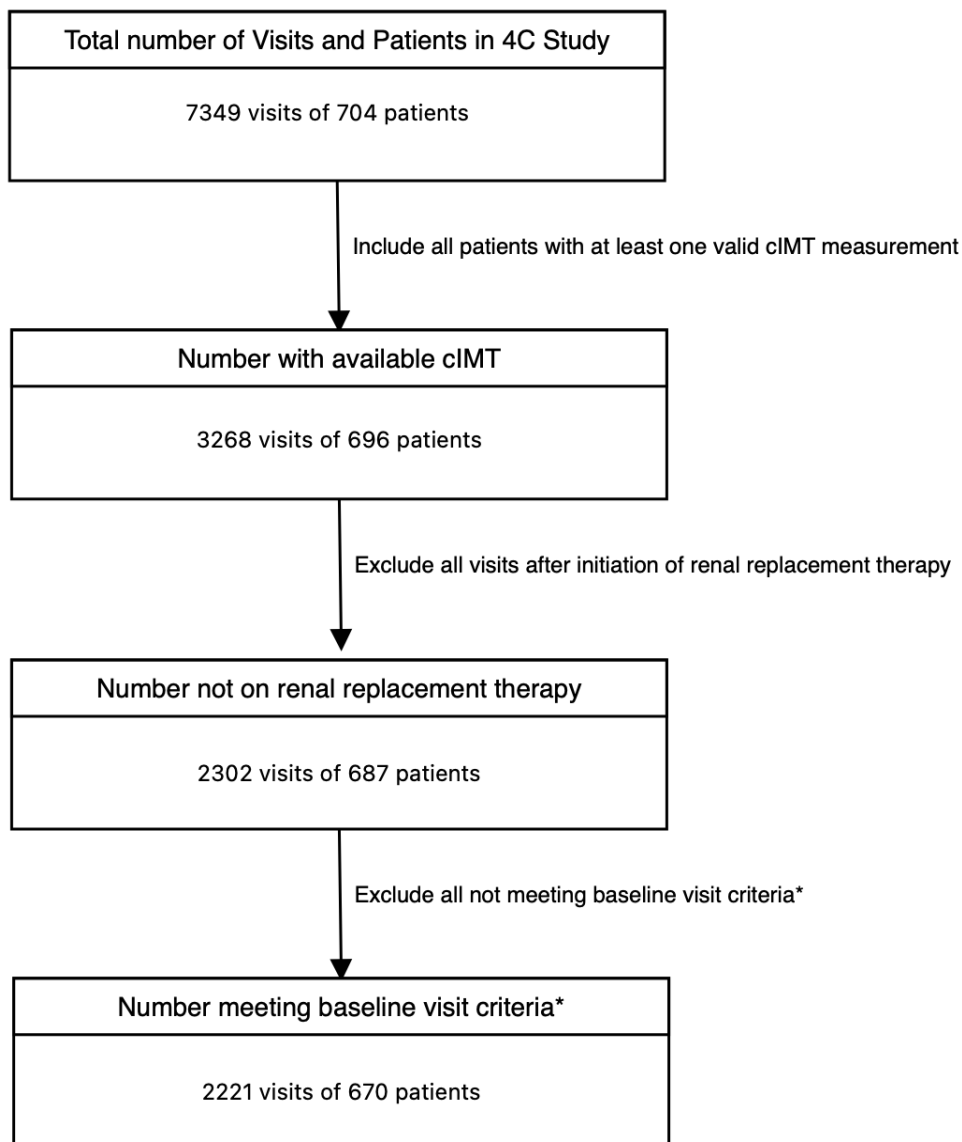 Total number of Visits and Patients in 4C Study
7349 visits of 704 patients
Include all patients with at least one valid cIMT measurement
Number with available cIMT
3268 visits of 696 patients
Exclude all visits after initiation of renal replacement therapy
Number not on renal replacement therapy
2302 visits of 687 patients
Exclude all not meeting baseline visit criteria*
Number meeting baseline visit criteria*
2221 visits of 670 patients